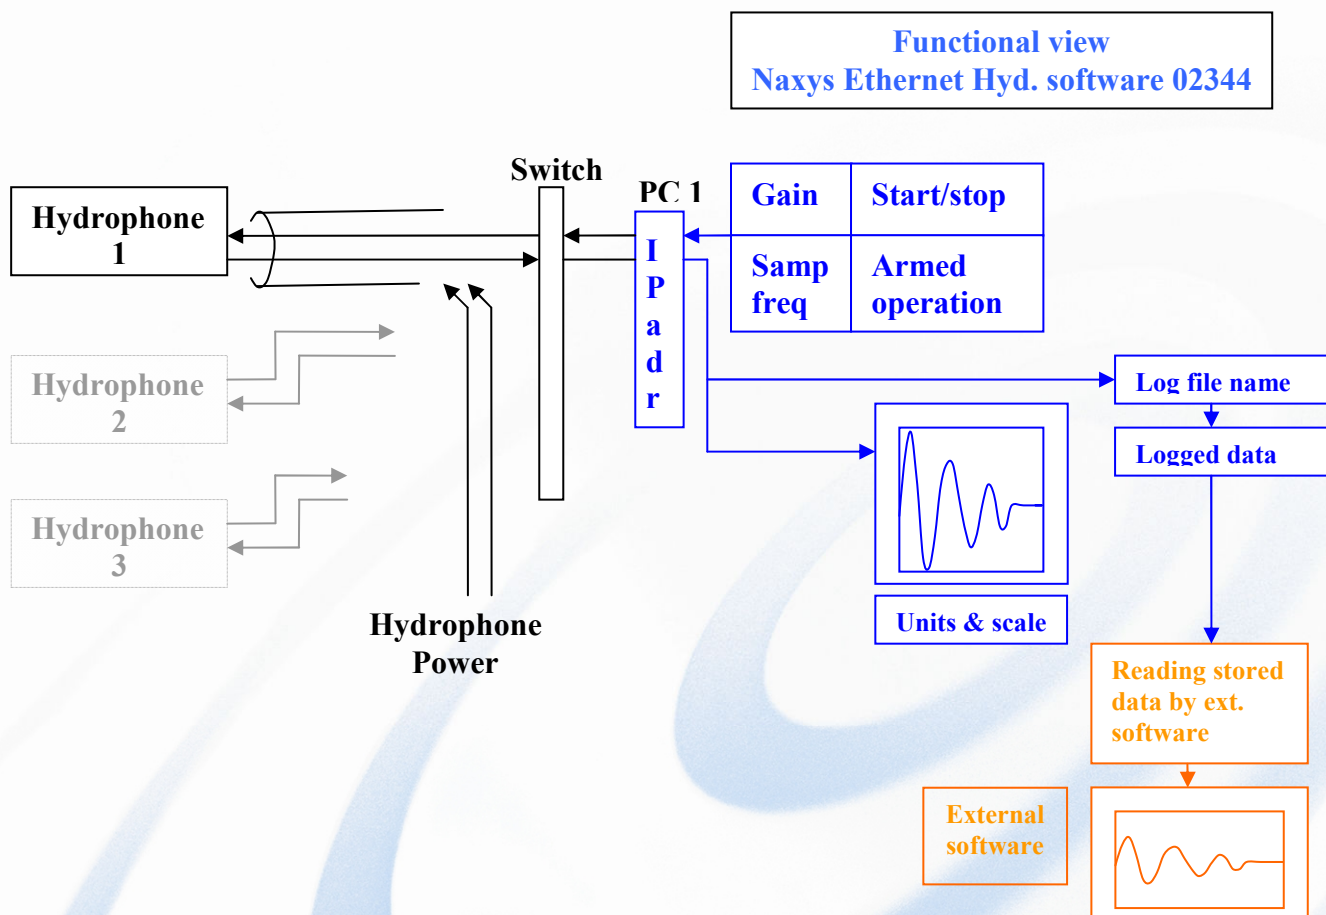 Functional view
Naxys Ethernet Hyd. software 02344
Switch
PC 1
Hydrophone
1
I
P
a
d
r
Gain
Start/stop
Samp
freq
Armed
operation
Hydrophone
2
Log file name
Logged data
Hydrophone
3
Units & scale
Hydrophone
Power
Reading stored
data by ext.
software
External
software